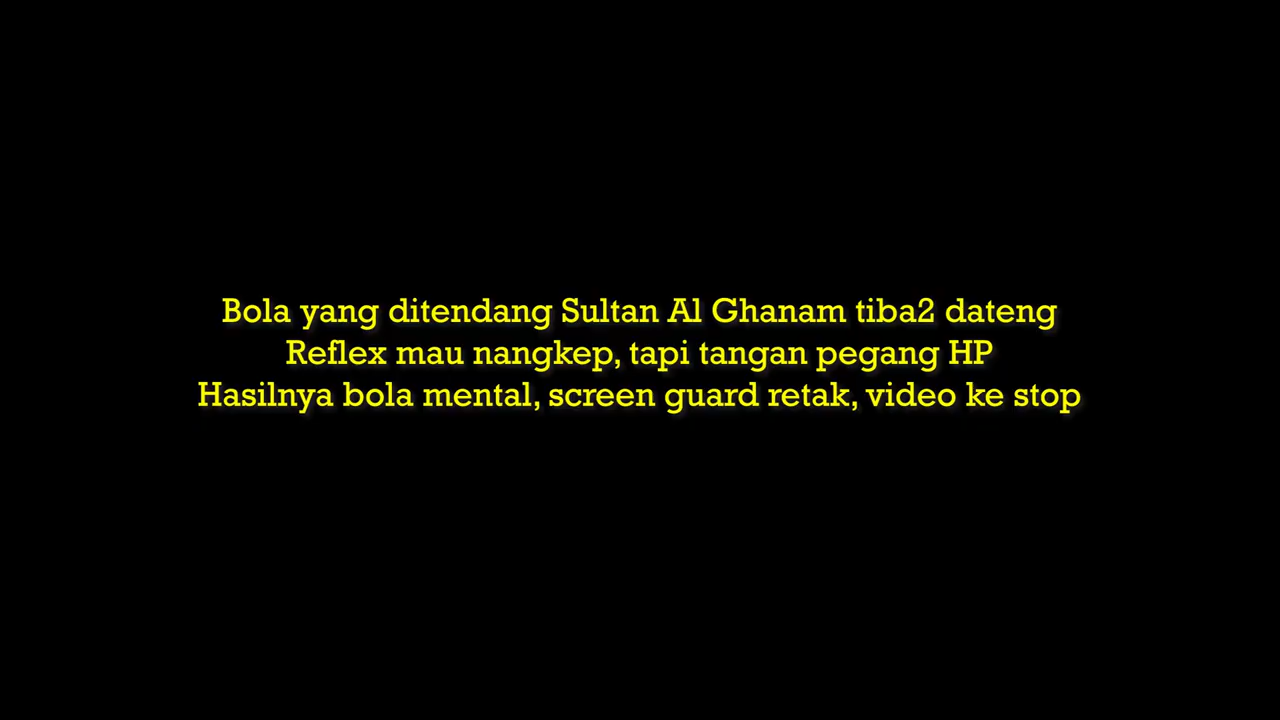 Bola yang ditendang Sultan Al Ghanam tiba2 dateng
Reflex mau nangkep, tapi tangan pegang HP
Hasilnya bola mental, screen guard retak, video ke stop